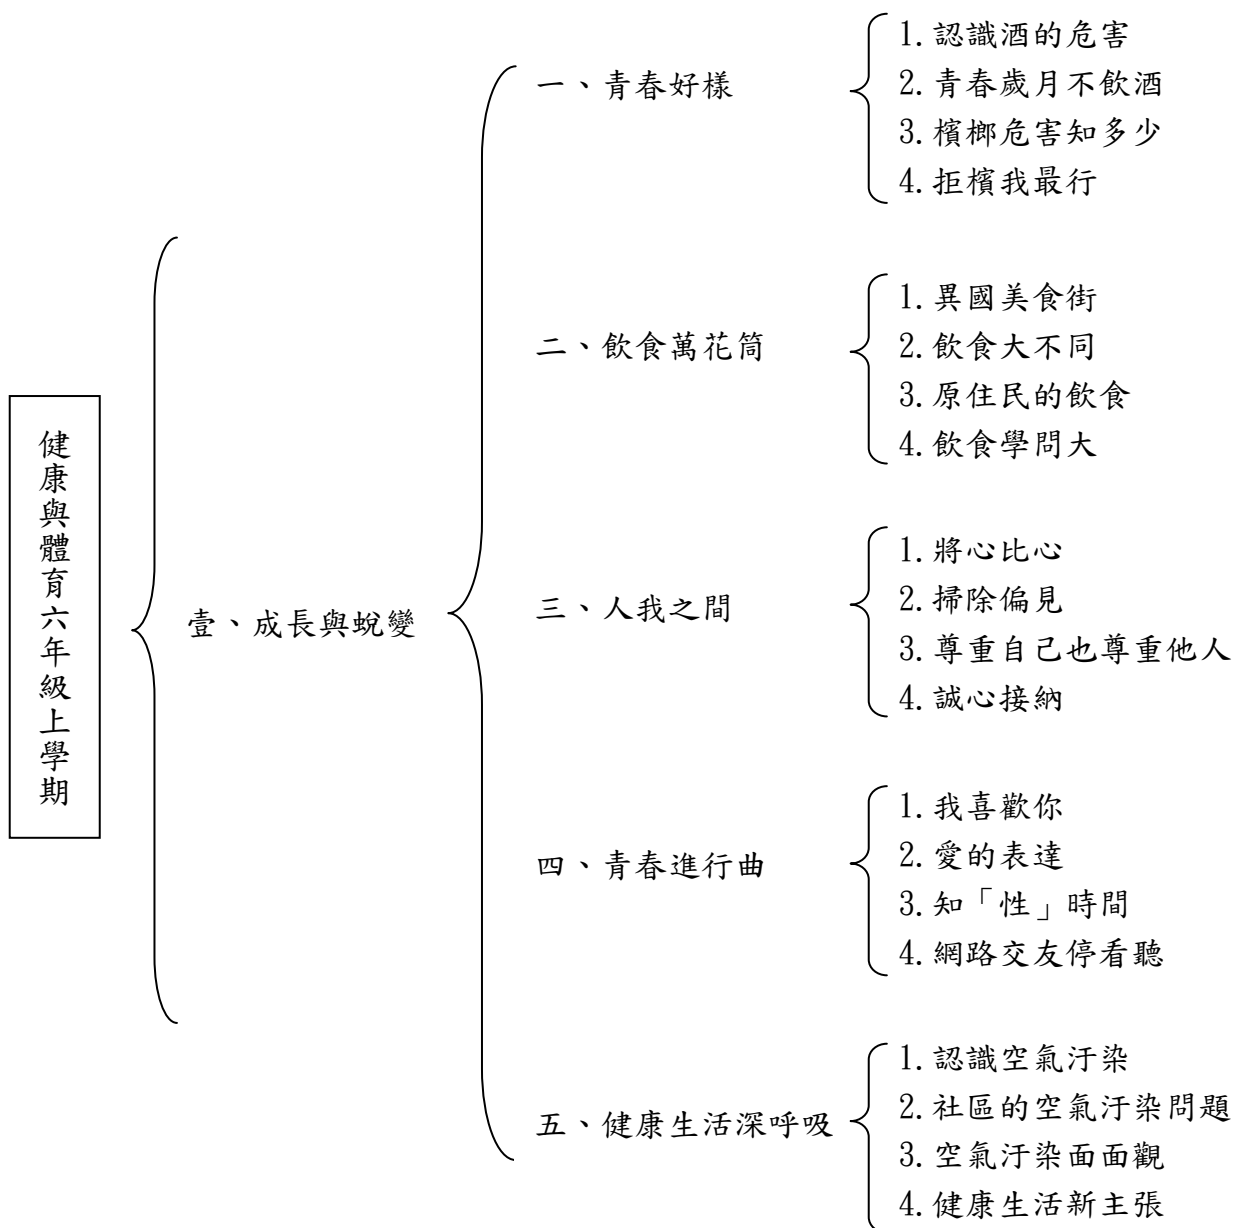 健康與體育六年級上學期
壹、成長與蛻變
一、青春好樣
1.認識酒的危害
2.青春歲月不飲酒
3.檳榔危害知多少
4.拒檳我最行
二、飲食萬花筒
1.異國美食街
2.飲食大不同
3.原住民的飲食
4.飲食學問大
三、人我之間
1.將心比心
2.掃除偏見
3.尊重自己也尊重他人
4.誠心接納
四、青春進行曲
1.我喜歡你
2.愛的表達
3.知「性」時間
4.網路交友停看聽
五、健康生活深呼吸
1.認識空氣汙染
2.社區的空氣汙染問題
3.空氣汙染面面觀
4.健康生活新主張